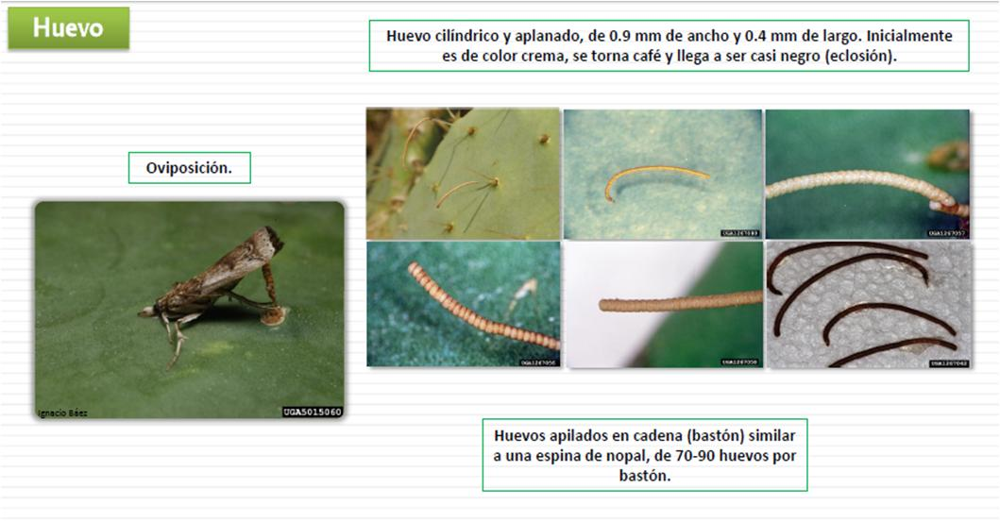 Huevo
Huevo cilíndrico y aplanado, de 0.9 mm de ancho y 0.4 mm de largo. Inicialmente
es de color crema, se torna café y llega a ser casi negro (eclosión).
Oviposición.
UGA1267057
UGA1267056
UGA1267058
Ignacio Báez
UGA5015060
Huevos apilados en cadena (bastón) similar
a una espina de nopal, de 70-90 huevos por
bastón.